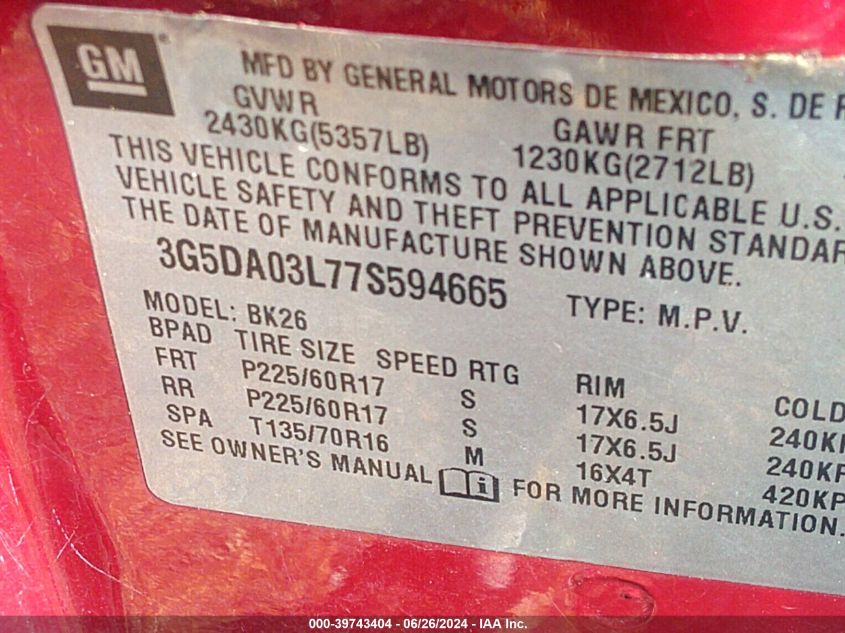 GM
MFD BY GENERAL MOTORS DE MEXICO, S. DE
GVWR GAWR FRT
2430KG(5357LB) 1230KG(2712LB)
THIS VEHICLE CONFORMS TO ALL APPLICABLE U.S.
VEHICLE SAFETY AND THEFT PREVENTION STANDAR
THE DATE OF MANUFACTURE SHOWN ABOVE.
3G5DA03L77S594665 TYPE: M.P.V.
MODEL: BK26
BPAD TIRE SIZE SPEED RTG RIM COLD
FRT P225/60R17 S 17X6.5J 240KP
RR P225/60R17 S 17X6.5J 240KP
SPA T135/70R16 M 16X4T 420KP
SEE OWNER'S MANUAL i FOR MORE INFORMATION.
000-39743404 - 06/26/2024 - IAA Inc.